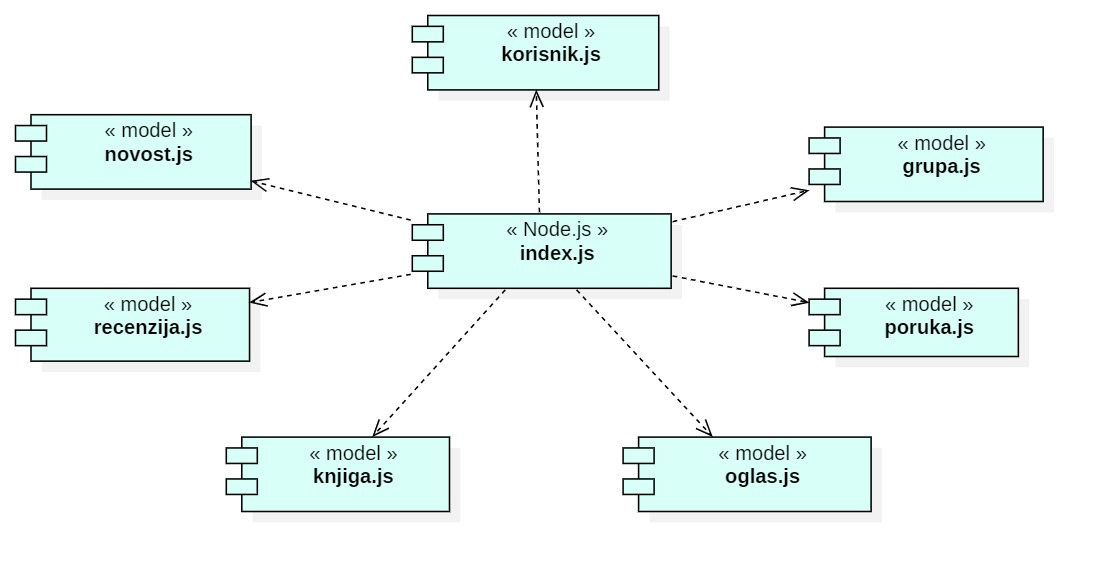 « model »
korisnik.js
« model »
novost.js
« model »
grupa.js
« Node.js »
index.js
« model »
recenzija.js
« model »
poruka.js
« model »
knjiga.js
« model »
oglas.js